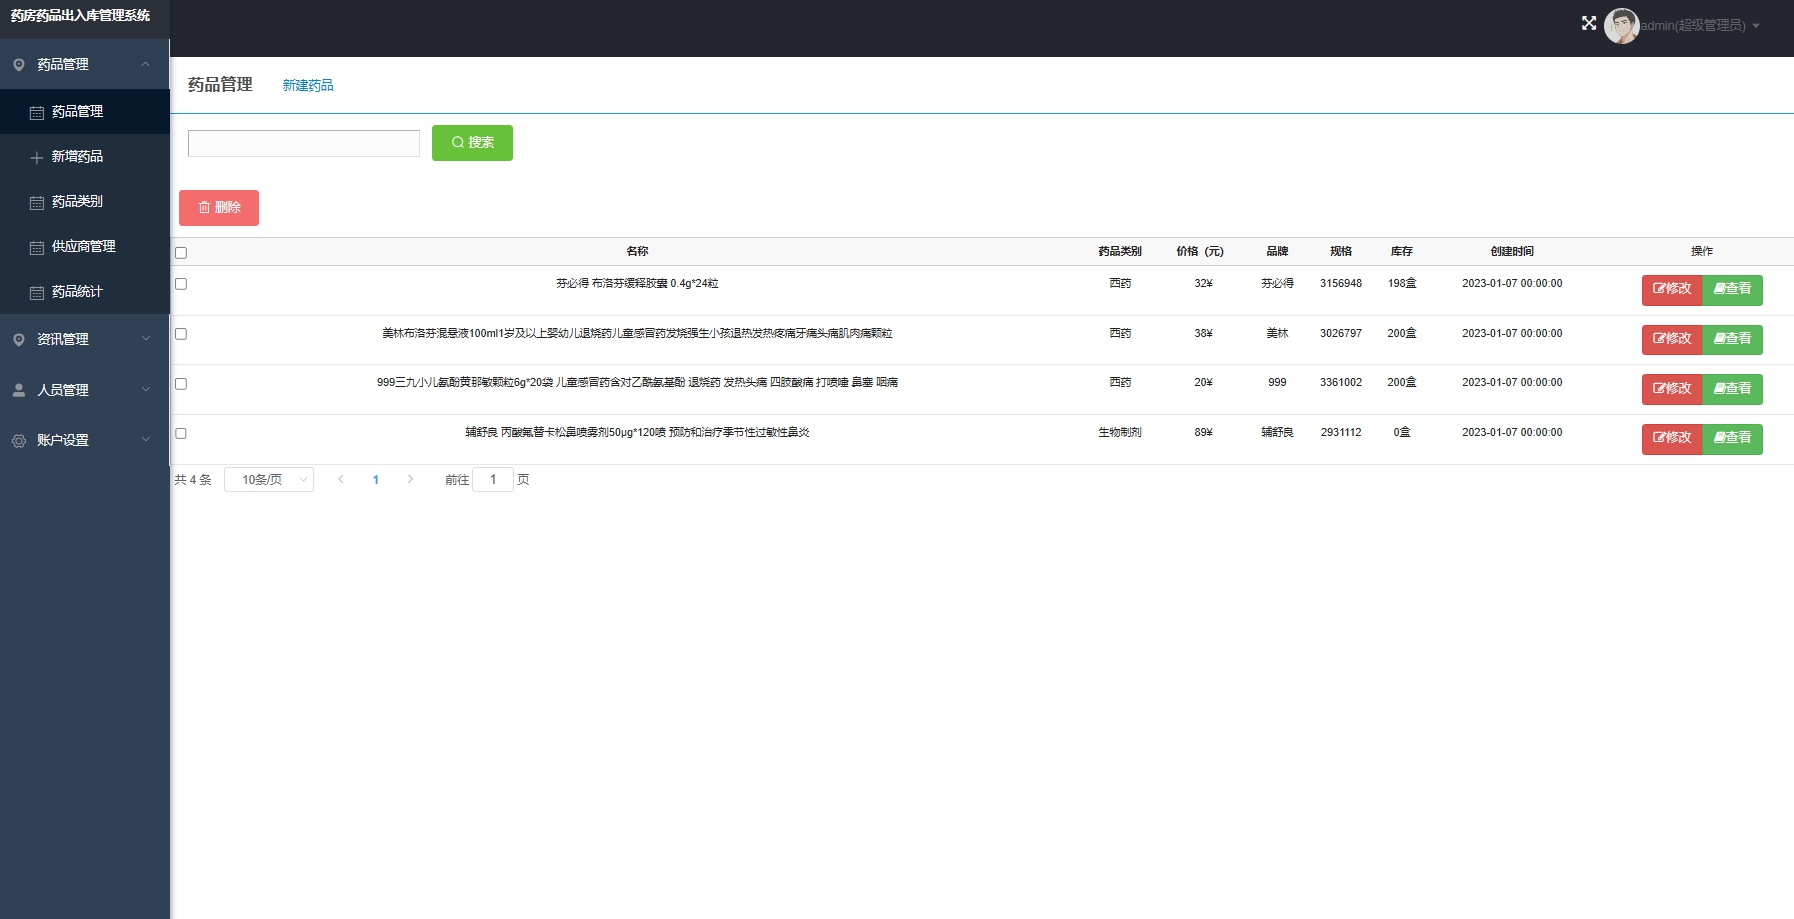 药房药品出入库管理系统
admin(超级管理员)
药品管理
药品管理
新增药品
药品类别
供应商管理
药品统计
资讯管理
人员管理
账户设置
药品管理 新建药品
搜索
删除
名称 药品类别 价格（元） 品牌 规格 库存 创建时间 操作
芬必得 布洛芬缓释胶囊 0.4g*24粒 西药 32¥ 芬必得 3156948 198盒 2023-01-07 00:00:00 修改 查看
美林布洛芬混悬液100ml1岁及以上婴幼儿退烧药儿童感冒药发烧强生小孩退热发热疼痛牙痛头痛肌肉痛颗粒 西药 38¥ 美林 3026797 200盒 2023-01-07 00:00:00 修改 查看
999三九小儿氨酚黄那敏颗粒6g*20袋 儿童感冒药含对乙酰氨基酚 退烧药 发热头痛 四肢酸痛 打喷嚏 鼻塞 咽痛 西药 20¥ 999 3361002 200盒 2023-01-07 00:00:00 修改 查看
辅舒良 丙酸氟替卡松鼻喷雾剂50μg*120喷 预防和治疗季节性过敏性鼻炎 生物制剂 89¥ 辅舒良 2931112 0盒 2023-01-07 00:00:00 修改 查看
共 4 条 10条/页 1 前往 1 页